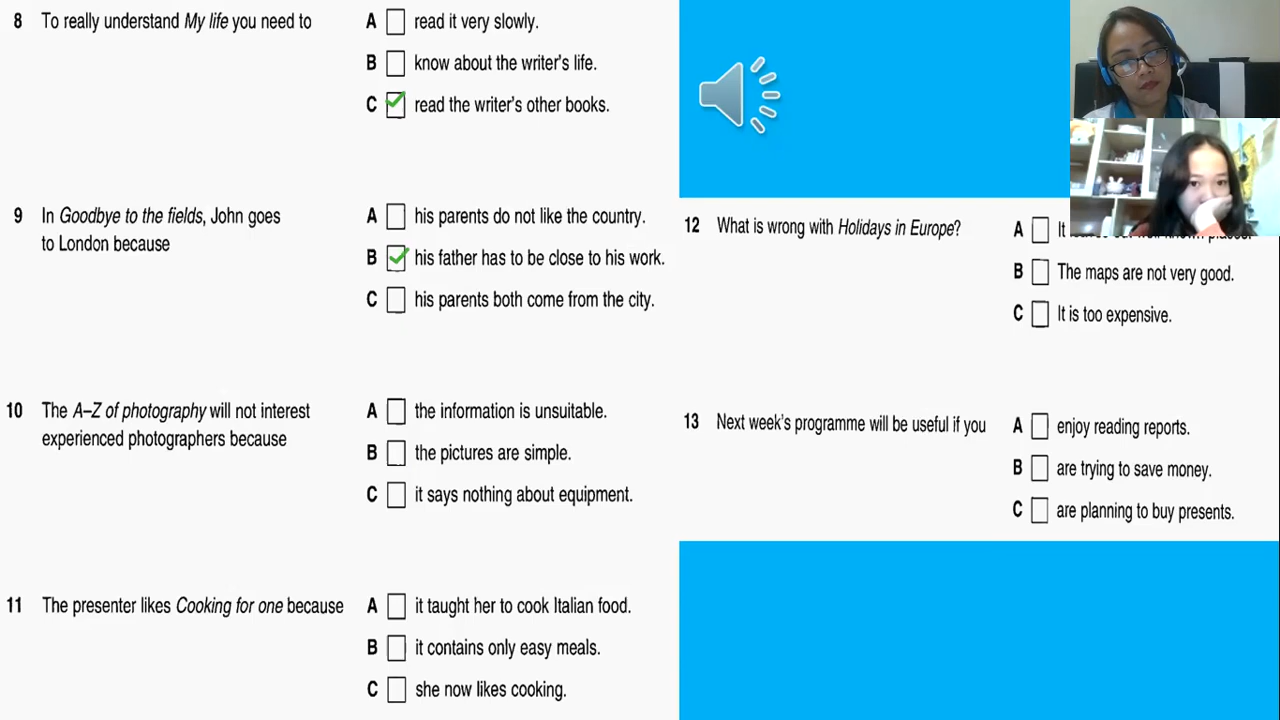 8 To really understand My life you need to
A read it very slowly.
B know about the writer's life.
C read the writer's other books.
9 In Goodbye to the fields, John goes
to London because
A his parents do not like the country.
B his father has to be close to his work.
C his parents both come from the city.
10 The A–Z of photography will not interest
experienced photographers because
A the information is unsuitable.
B the pictures are simple.
C it says nothing about equipment.
11 The presenter likes Cooking for one because
A it taught her to cook Italian food.
B it contains only easy meals.
C she now likes cooking.
12 What is wrong with Holidays in Europe?
A It
B The maps are not very good.
C It is too expensive.
13 Next week's programme will be useful if you
A enjoy reading reports.
B are trying to save money.
C are planning to buy presents.